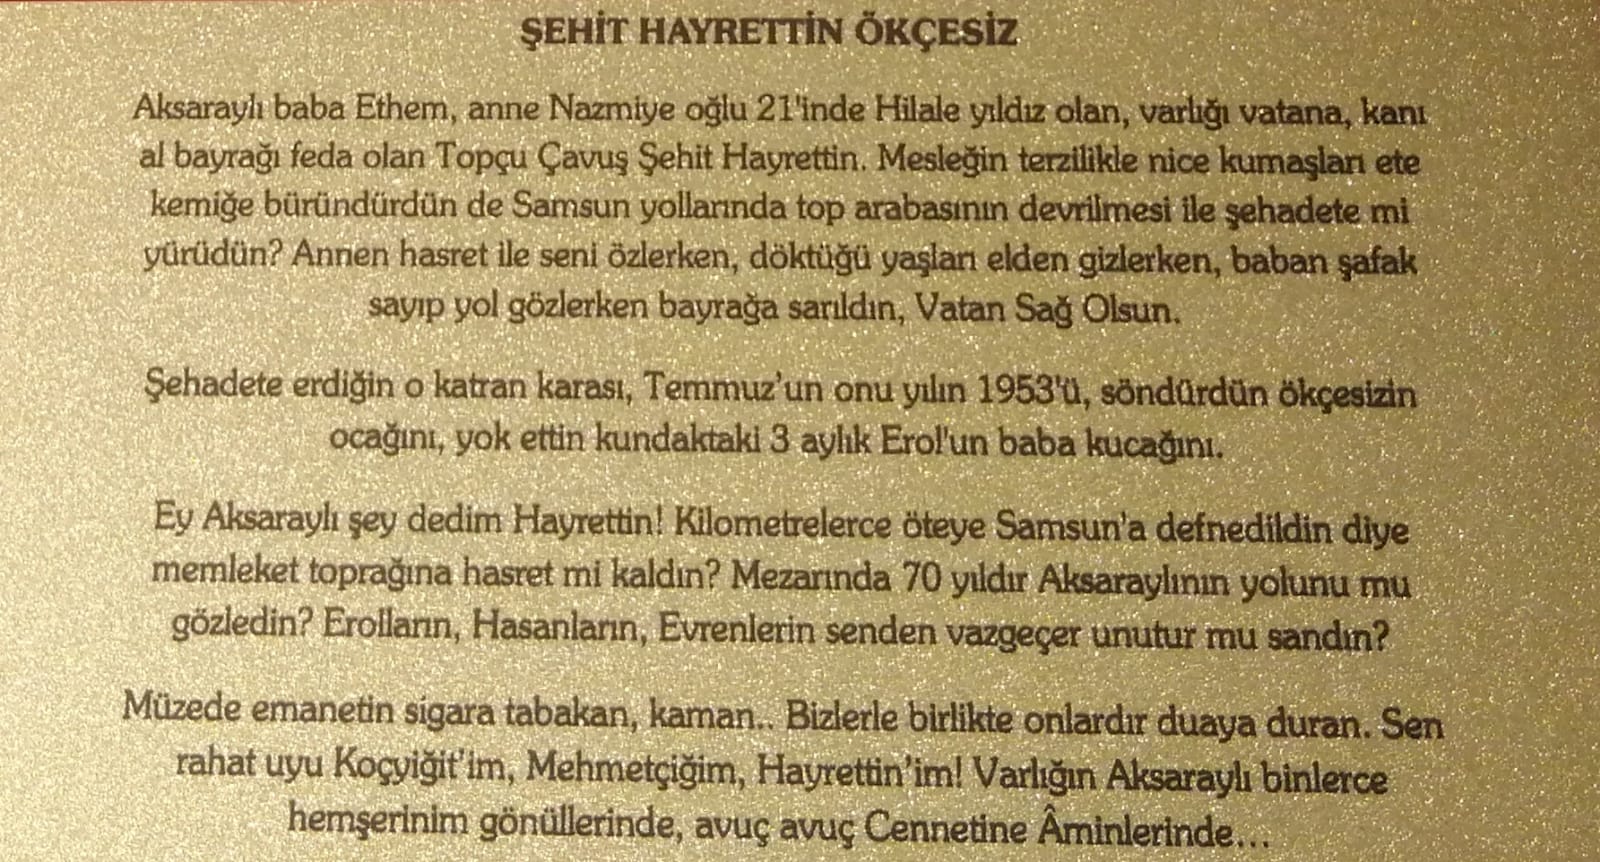 ŞEHİT HAYRETTİN ÖKÇESİZ
Aksaraylı baba Ethem, anne Nazmiye oğlu 21'inde Hilale yıldız olan, varlığı vatana, kanı
al bayrağı feda olan Topçu Çavuş Şehit Hayrettin. Mesleğin terzilikle nice kumaşları ete
kemiğe büründürdün de Samsun yollarında top arabasının devrilmesi ile şehadete mi
yürüdün? Annen hasret ile seni özlerken, döktüğü yaşları elden gizlerken, baban şafak
sayıp yol gözlerken bayrağa sarıldın, Vatan Sağ Olsun.
Şehadete erdiğin o katran karası, Temmuz'un onu yılın 1953'ü, söndürdün ökçesizin
ocağını, yok ettin kundaktaki 3 aylık Erol'un baba kucağını.
Ey Aksaraylı şey dedim Hayrettin! Kilometrelerce öteye Samsun'a defnedildin diye
memleket toprağına hasret mi kaldın? Mezarında 70 yıldır Aksaraylının yolunu mu
gözledin? Erolların, Hasanların, Evrenlerin senden vazgeçer unutur mu sandın?
Müzede emanetin sigara tabakan, kaman.. Bizlerle birlikte onlardır duaya duran. Sen
rahat uyu Koçyiğit'im, Mehmetçiğim, Hayrettin'im! Varlığın Aksaraylı binlerce
hemşerinim gönüllerinde, avuç avuç Cennetine Âminlerinde...